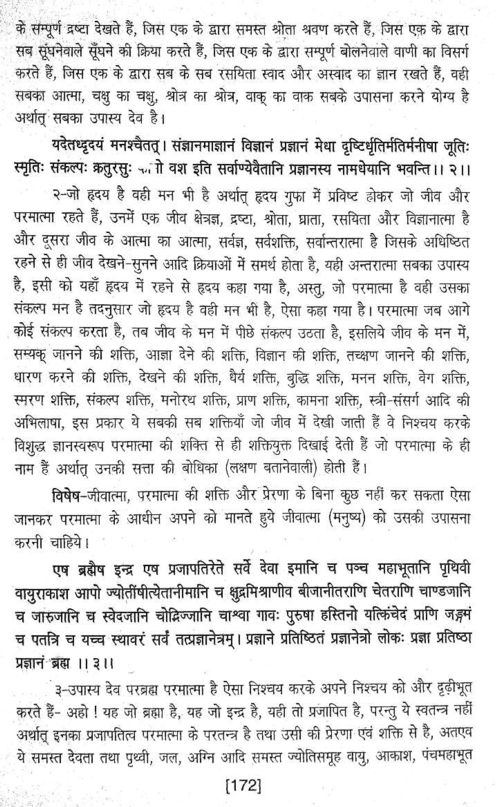 के सम्पूर्ण द्रष्टा देखते हैं, जिस एक के द्वारा समस्त श्रोता श्रवण करते हैं, जिस एक के द्वारा
सब सूंघनेवाले सूँघने की क्रिया करते हैं, जिस एक के द्वारा सम्पूर्ण बोलनेवाले वाणी का विसर्ग
करते हैं, जिस एक के द्वारा सब के सब रसयिता स्वाद और अस्वाद का ज्ञान रखते हैं, वही
सबका आत्मा, चक्षु का चक्षु, श्रोत्र का श्रोत्र, वाक् का वाक सबके उपासना करने योग्य है
अर्थात् सबका उपास्य देव है।
यदेतध्दृदयं मनश्चैतत्। संज्ञानमाज्ञानं विज्ञानं प्रज्ञानं मेधा दृष्टिर्धृतिर्मतिर्मनीषा जूतिः
स्मृतिः संकल्पः क्रतुरसुः मो वश इति सर्वाण्येवैतानि प्रज्ञानस्य नामधेयानि भवन्ति।। २।।
२-जो हृदय है वही मन भी है अर्थात् हृदय गुफा में प्रविष्ट होकर जो जीव और
परमात्मा रहते हैं, उनमें एक जीव क्षेत्रज्ञ, द्रष्टा, श्रोता, घ्राता, रसयिता और विज्ञानात्मा है
और दूसरा जीव के आत्मा का आत्मा, सर्वज्ञ, सर्वशक्ति, सर्वान्तरात्मा है जिसके अधिष्ठित
रहने से ही जीव देखने-सुनने आदि क्रियाओं में समर्थ होता है, यही अन्तरात्मा सबका उपास्य
है, इसी को यहाँ हृदय में रहने से हृदय कहा गया है, अस्तु, जो परमात्मा है वही उसका
संकल्प मन है तदनुसार जो हृदय है वही मन भी है, ऐसा कहा गया है। परमात्मा जब आगे
कोई संकल्प करता है, तब जीव के मन में पीछे संकल्प उठता है, इसलिये जीव के मन में,
सम्यक् जानने की शक्ति, आज्ञा देने की शक्ति, विज्ञान की शक्ति, तच्क्षण जानने की शक्ति,
धारण करने की शक्ति, देखने की शक्ति, धैर्य शक्ति, बुद्धि शक्ति, मनन शक्ति, वेग शक्ति,
स्मरण शक्ति, संकल्प शक्ति, मनोरथ शक्ति, प्राण शक्ति, कामना शक्ति, स्त्री-संसर्ग आदि की
अभिलाषा, इस प्रकार ये सबकी सब शक्तियाँ जो जीव में देखी जाती हैं वे निश्चय करके
विशुद्ध ज्ञानस्वरूप परमात्मा की शक्ति से ही शक्तियुक्त दिखाई देती हैं जो परमात्मा के ही
नाम हैं अर्थात् उनकी सत्ता की बोधिका (लक्षण बतानेवाली) होती हैं।
विषेष-जीवात्मा, परमात्मा की शक्ति और प्रेरणा के बिना कुछ नहीं कर सकता ऐसा
जानकर परमात्मा के आधीन अपने को मानते हुये जीवात्मा (मनुष्य) को उसकी उपासना
करनी चाहिये।
एष ब्रह्मैष इन्द्र एष प्रजापतिरेते सर्वे देवा इमानि च पञ्च महाभूतानि पृथिवी
वायुराकाश आपो ज्योतींषीत्येतानीमानि च क्षुद्रमिश्राणीव बीजानीतराणि चेतराणि चाण्डजानि
च जारुजानि च स्वेदजानि चोद्भिज्जानि चाश्वा गावः पुरुषा हस्तिनो यत्किंचेदं प्राणि जङ्गमं
च पतत्रि च यच्च स्थावरं सर्वं तत्प्रज्ञानेत्रम्। प्रज्ञाने प्रतिष्ठितं प्रज्ञानेत्रो लोकः प्रज्ञा प्रतिष्ठा
प्रज्ञानं ब्रह्म ।। ३।।
३-उपास्य देव परब्रह्म परमात्मा है ऐसा निश्चय करके अपने निश्चय को और दृढ़ीभूत
करते हैं- अहो ! यह जो ब्रह्मा है, यह जो इन्द्र है, यही तो प्रजापित है, परन्तु ये स्वतन्त्र नहीं
अर्थात् इनका प्रजापतित्व परमात्मा के परतन्त्र है तथा उसी की प्रेरणा एवं शक्ति से है, अतएव
ये समस्त देवता तथा पृथ्वी, जल, अग्नि आदि समस्त ज्योतिसमूह वायु, आकाश, पंचमहाभूत
[172]